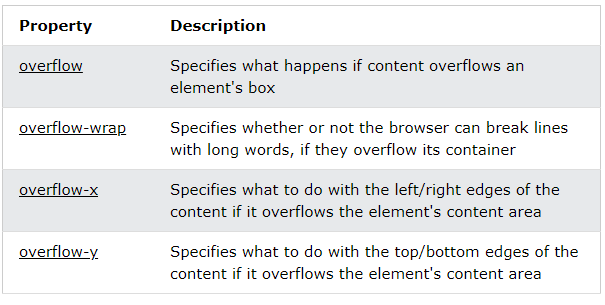 Property Description
overflow Specifies what happens if content overflows an
element's box
overflow-wrap Specifies whether or not the browser can break lines
with long words, if they overflow its container
overflow-x Specifies what to do with the left/right edges of the
content if it overflows the element's content area
overflow-y Specifies what to do with the top/bottom edges of the
content if it overflows the element's content area